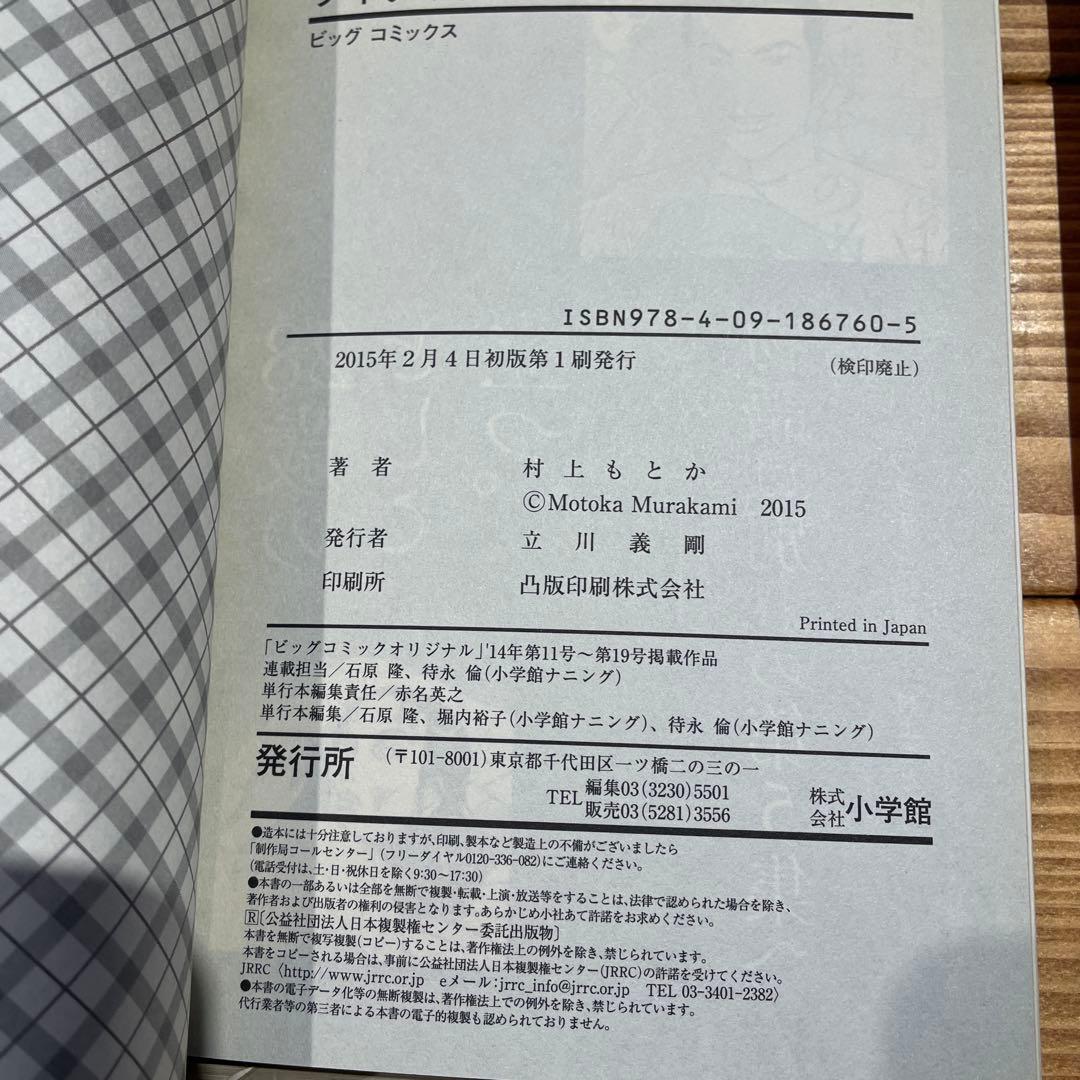 ビッグ コミックス
ISBN978-4-09-186760-5
2015年2月4日初版第1刷発行
(検印廃止)
著 者 村 上 も と か
©Motoka Murakami 2015
発行者 立 川 義 剛
印刷所 凸版印刷株式会社
Printed in Japan
「ビッグコミックオリジナル」'14年第11号〜第19号掲載作品
連載担当/石原 隆、待永 倫(小学館ナニング)
単行本編集責任/赤名英之
単行本編集/石原 隆、堀内裕子(小学館ナニング)、待永 倫(小学館ナニング)
発行所 (〒101-8001)東京都千代田区一ツ橋二の三の一
TEL 編集03(3230)5501
販売03(5281)3556
株式会社 小学館
●造本には十分注意しておりますが、印刷、製本など製造上の不備がございましたら
「制作局コールセンター」(フリーダイヤル0120-336-082)にご連絡ください。
(電話受付は、土・日・祝休日を除く9:30〜17:30)
●本書の一部あるいは全部を無断で複製・転載・上演・放送等をすることは、法律で認められた場合を除き、
著作者および出版者の権利の侵害となります。あらかじめ小社あて許諾をお求めください。
R〔公益社団法人日本複製権センター委託出版物〕
本書を無断で複写複製(コピー)することは、著作権法上の例外を除き、禁じられています。
本書をコピーされる場合は、事前に公益社団法人日本複製権センター(JRRC)の許諾を受けてください。
JRRC〈http://www.jrrc.or.jp eメール:jrrc_info@jrrc.or.jp TEL 03-3401-2382〉
●本書の電子データ化等の無断複製は、著作権法上での例外を除き、禁じられています。
代行業者等の第三者による本書の電子的複製も認められておりません。